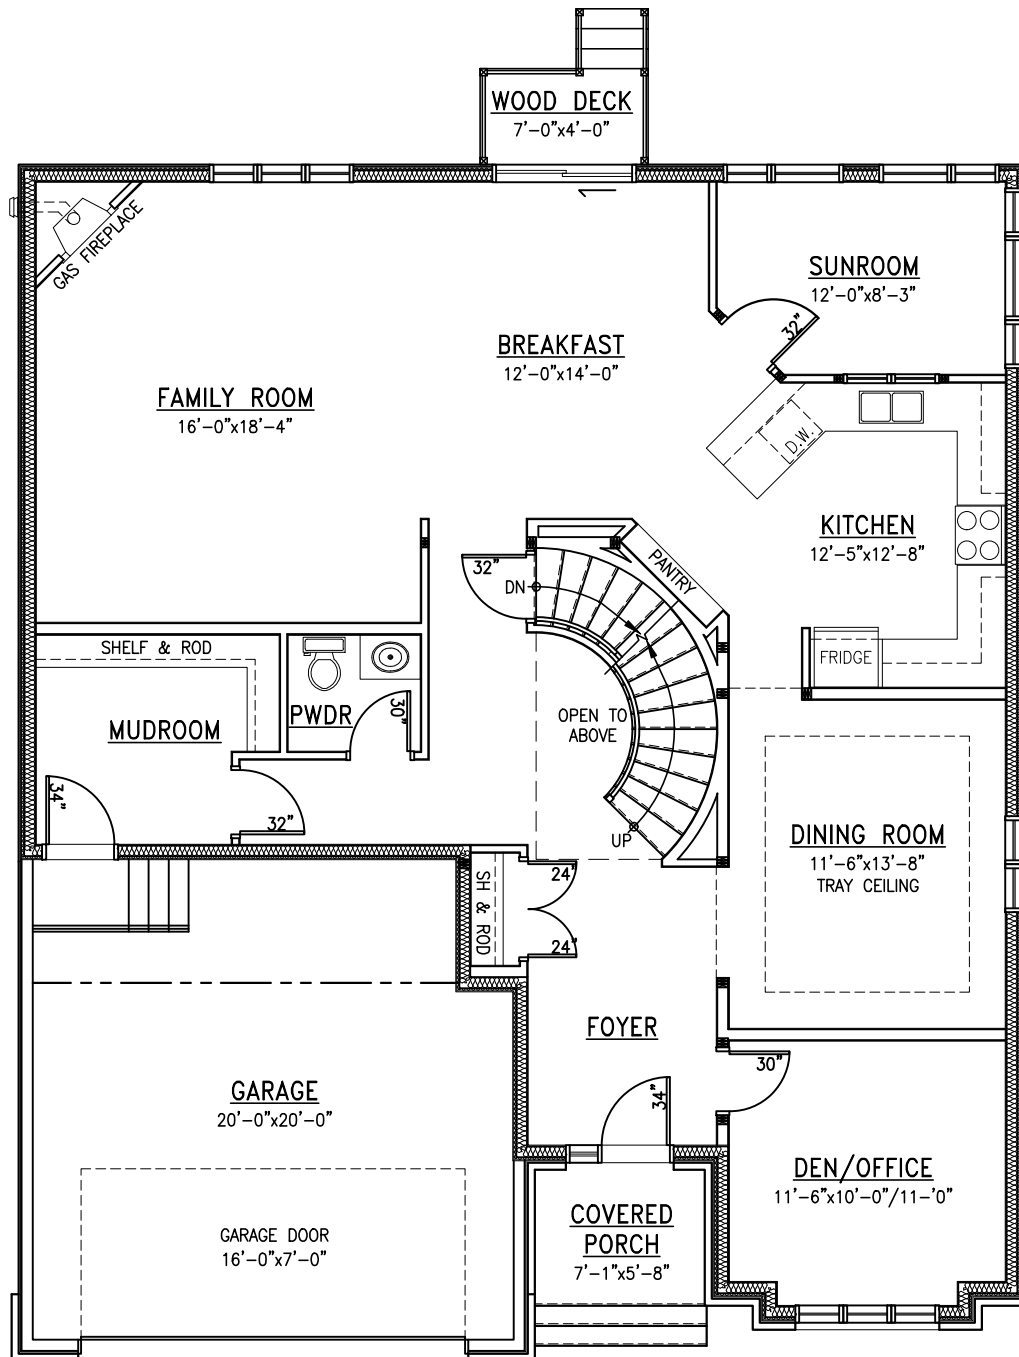 WOOD DECK
7'-0"x4'-0"
GAS FIREPLACE
SUNROOM
12'-0"x8'-3"
32"
BREAKFAST
12'-0"x14'-0"
FAMILY ROOM
16'-0"x18'-4"
D.W.
KITCHEN
12'-5"x12'-8"
PANTRY
32"
DN
SHELF & ROD
FRIDGE
PWDR
30"
MUDROOM
OPEN TO
ABOVE
34"
32"
UP
DINING ROOM
11'-6"x13'-8"
TRAY CEILING
SH & ROD
24"
24"
FOYER
30"
34"
GARAGE
20'-0"x20'-0"
DEN/OFFICE
11'-6"x10'-0"/11-'0"
COVERED
PORCH
7'-1"x5'-8"
GARAGE DOOR
16'-0"x7'-0"